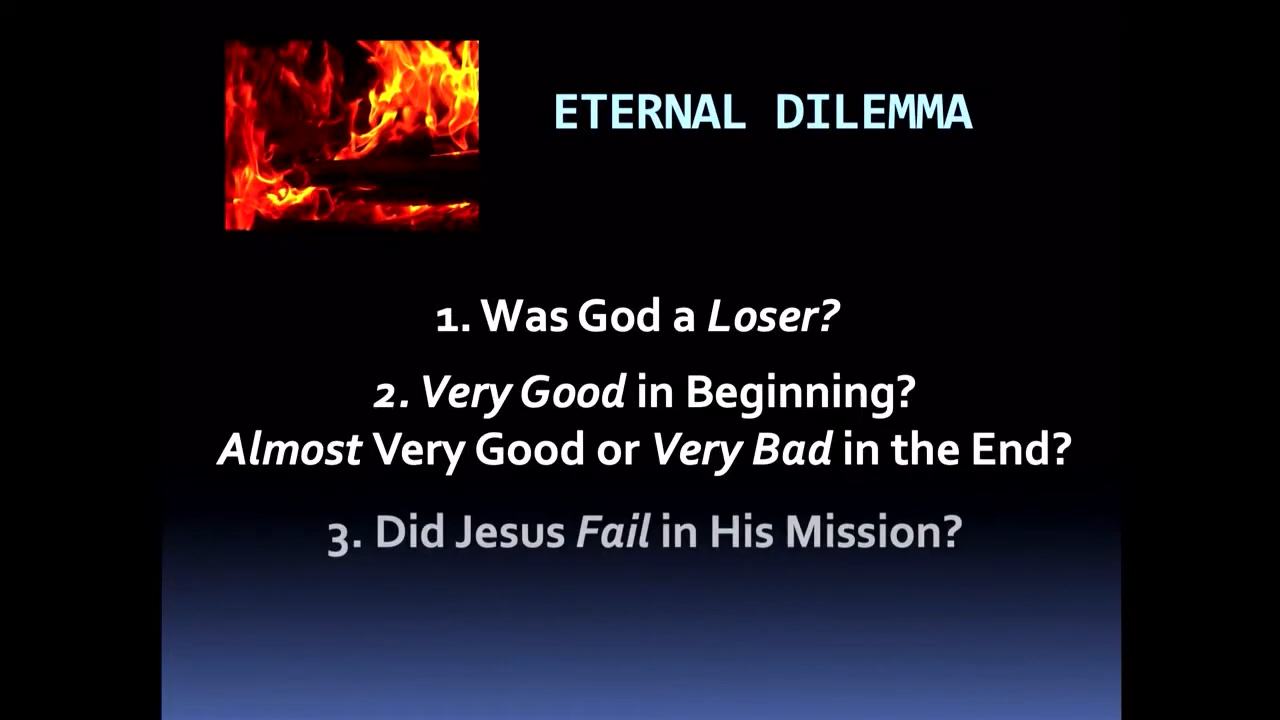 ETERNAL DILEMMA
1. Was God a Loser?
2. Very Good in Beginning?
Almost Very Good or Very Bad in the End?
3. Did Jesus Fail in His Mission?